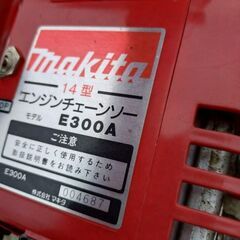 makita
14型
エンジンチェーンソー
モデル E300A
ご注意
安全に正しく使用するため
取扱説明書をお読み下さい
E300A
004687
株式会社 マキタ